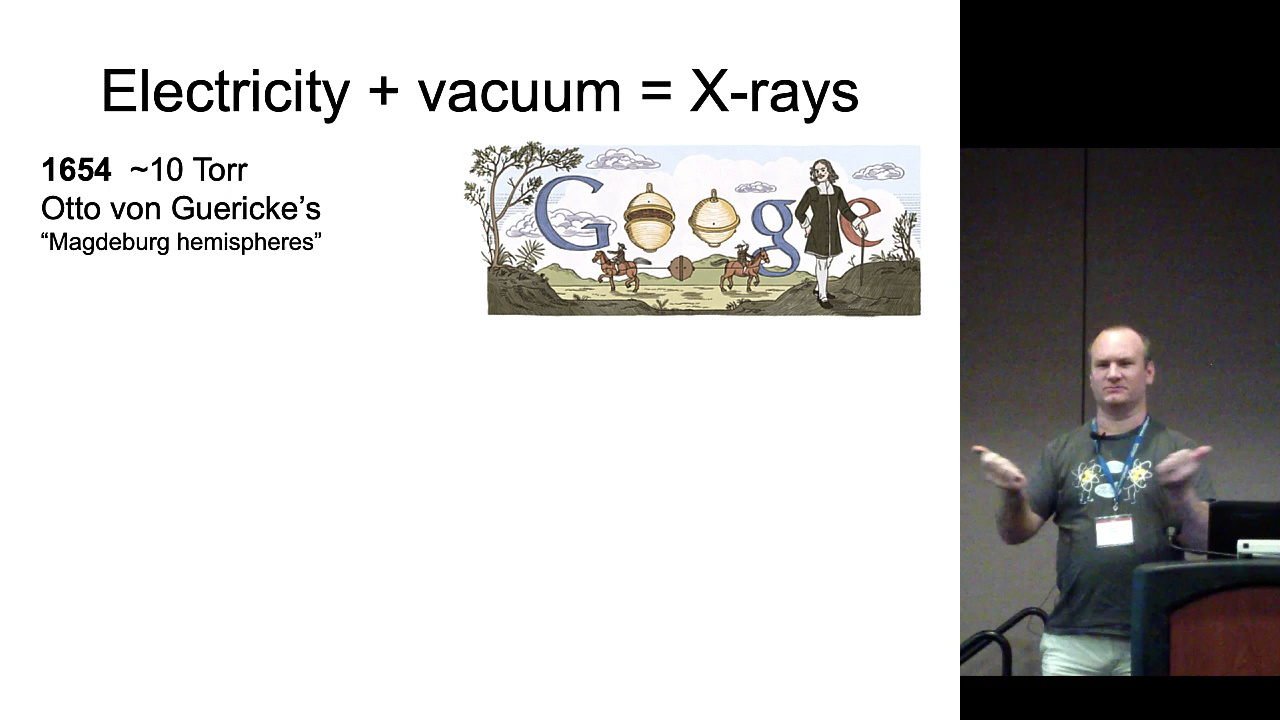 Electricity + vacuum = X-rays
1654 ~10 Torr
Otto von Guericke’s
“Magdeburg hemispheres”
Google